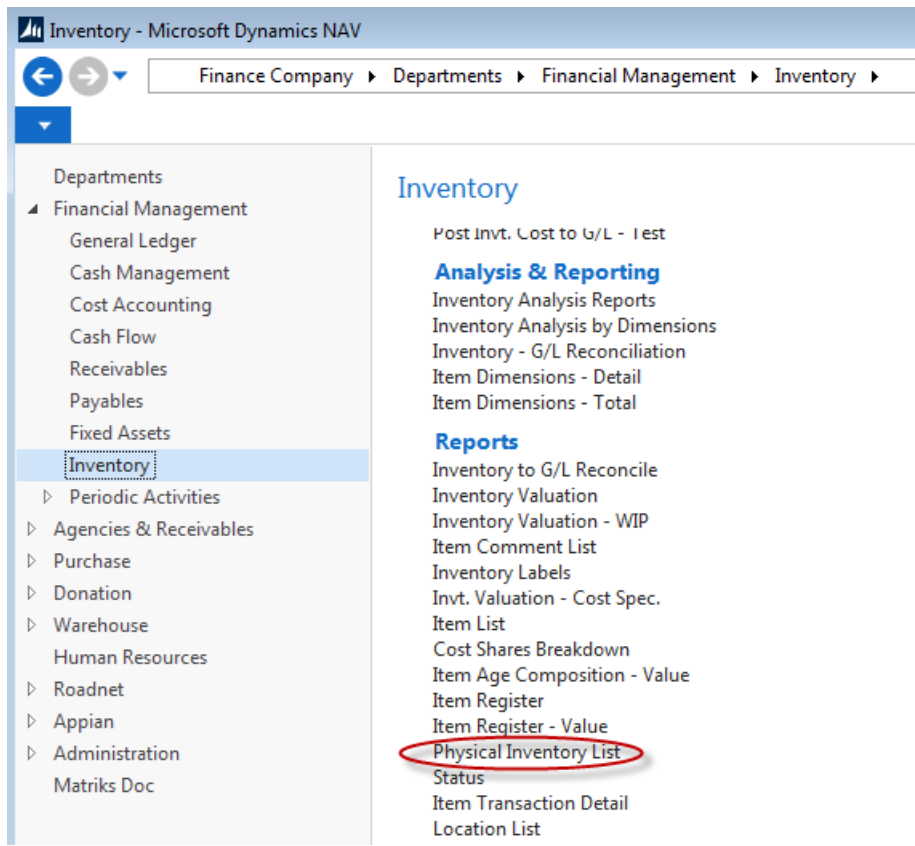 Inventory - Microsoft Dynamics NAV
Finance Company Departments Financial Management Inventory
Departments
Financial Management
General Ledger
Cash Management
Cost Accounting
Cash Flow
Receivables
Payables
Fixed Assets
Inventory
Periodic Activities
Agencies & Receivables
Purchase
Donation
Warehouse
Human Resources
Roadnet
Appian
Administration
Matriks Doc
Inventory
Post Invt. Cost to G/L - Test
Analysis & Reporting
Inventory Analysis Reports
Inventory Analysis by Dimensions
Inventory - G/L Reconciliation
Item Dimensions - Detail
Item Dimensions - Total
Reports
Inventory to G/L Reconcile
Inventory Valuation
Inventory Valuation - WIP
Item Comment List
Inventory Labels
Invt. Valuation - Cost Spec.
Item List
Cost Shares Breakdown
Item Age Composition - Value
Item Register
Item Register - Value
Physical Inventory List
Status
Item Transaction Detail
Location List